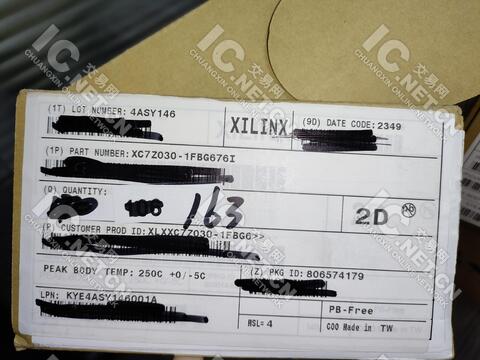 (1T) LOT NUMBER: 4ASY146
XILINX
(9D) DATE CODE: 2349
(1P) PART NUMBER: XC7Z030-1FBG676I
(Q) QUANTITY:
163
2D
(P) CUSTOMER PROD ID: XLXXC7Z030-1FBG6>>
PEAK BODY TEMP: 250C +0/-5C
(Z) PKG ID: 806574179
LPN: KYE4ASY146001A
PB-Free
MSL= 4
COO Made in TW
IC交易网
CHUANGXIN ONLINE
IC.NET.CN